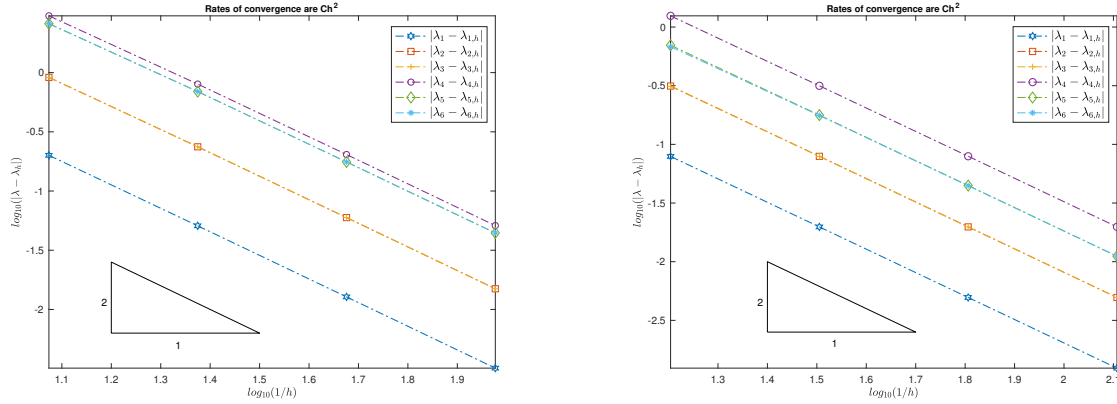 Rates of convergence are Ch²
|λ₁ − λ₁,ₕ|
|λ₂ − λ₂,ₕ|
|λ₃ − λ₃,ₕ|
|λ₄ − λ₄,ₕ|
|λ₅ − λ₅,ₕ|
|λ₆ − λ₆,ₕ|
0
-0.5
-1
-1.5
-2
log₁₀(|λ − λₕ|)
2
1
1.1 1.2 1.3 1.4 1.5 1.6 1.7 1.8 1.9
log₁₀(1/h)
Rates of convergence are Ch²
|λ₁ − λ₁,ₕ|
|λ₂ − λ₂,ₕ|
|λ₃ − λ₃,ₕ|
|λ₄ − λ₄,ₕ|
|λ₅ − λ₅,ₕ|
|λ₆ − λ₆,ₕ|
0
-0.5
-1
-1.5
-2
-2.5
log₁₀(|λ − λₕ|)
2
1
1.3 1.4 1.5 1.6 1.7 1.8 1.9 2 2.
log₁₀(1/h)